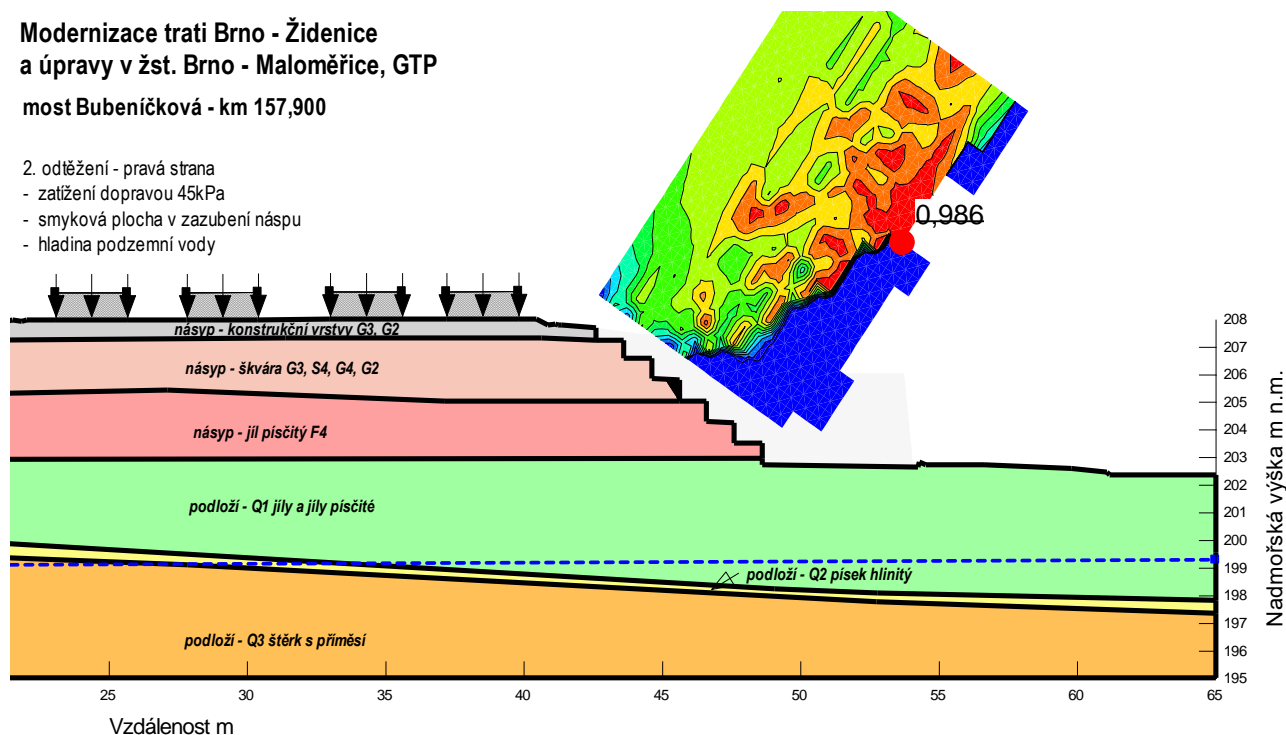 Modernizace trati Brno - Židenice
a úpravy v žst. Brno - Maloměřice, GTP
most Bubeníčková - km 157,900
2. odtěžení - pravá strana
- zatížení dopravou 45kPa
- smyková plocha v zazubení náspu
- hladina podzemní vody
0,986
násyp - konstrukční vrstvy G3, G2
násyp - škvára G3, S4, G4, G2
násyp - jíl písčitý F4
podloží - Q1 jíly a jíly písčité
podloží - Q2 písek hlinitý
podloží - Q3 štěrk s příměsí
208
207
206
205
204
203
202
201
200
199
198
197
196
195
Nadmořská výška m n.m.
25 30 35 40 45 50 55 60 65
Vzdálenost m